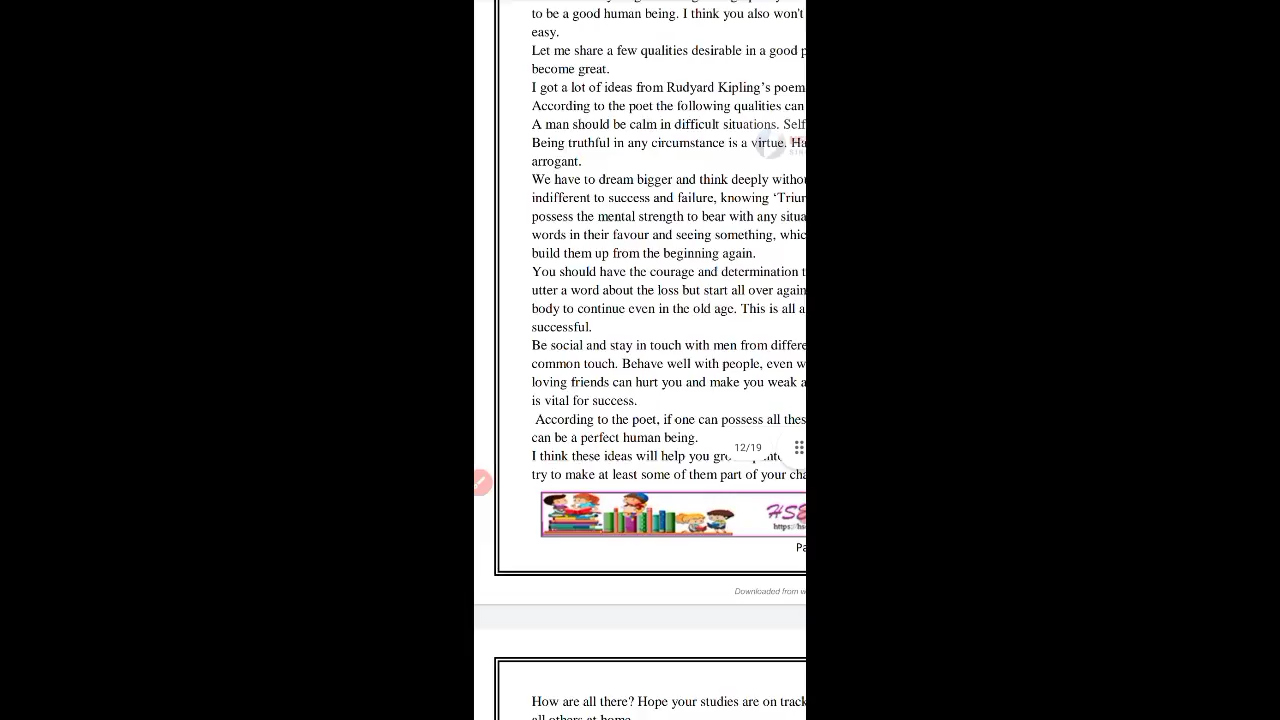 to be a good human being. I think you also won't
easy.
Let me share a few qualities desirable in a good
become great.
I got a lot of ideas from Rudyard Kipling's poem
According to the poet the following qualities can
A man should be calm in difficult situations. Self
Being truthful in any circumstance is a virtue.
arrogant.
We have to dream bigger and think deeply
indifferent to success and failure, knowing
possess the mental strength to bear with any
words in their favour and seeing something,
build them up from the beginning again.
You should have the courage and determination
utter a word about the loss but start all over again
body to continue even in the old age. This is all
successful.
Be social and stay in touch with men from
common touch. Behave well with people, even
loving friends can hurt you and make you weak
is vital for success.
According to the poet, if one can possess all
can be a perfect human being.
12/19
I think these ideas will help you
try to make at least some of them part of your
Downloaded from
How are all there? Hope your studies are on track
all others at home